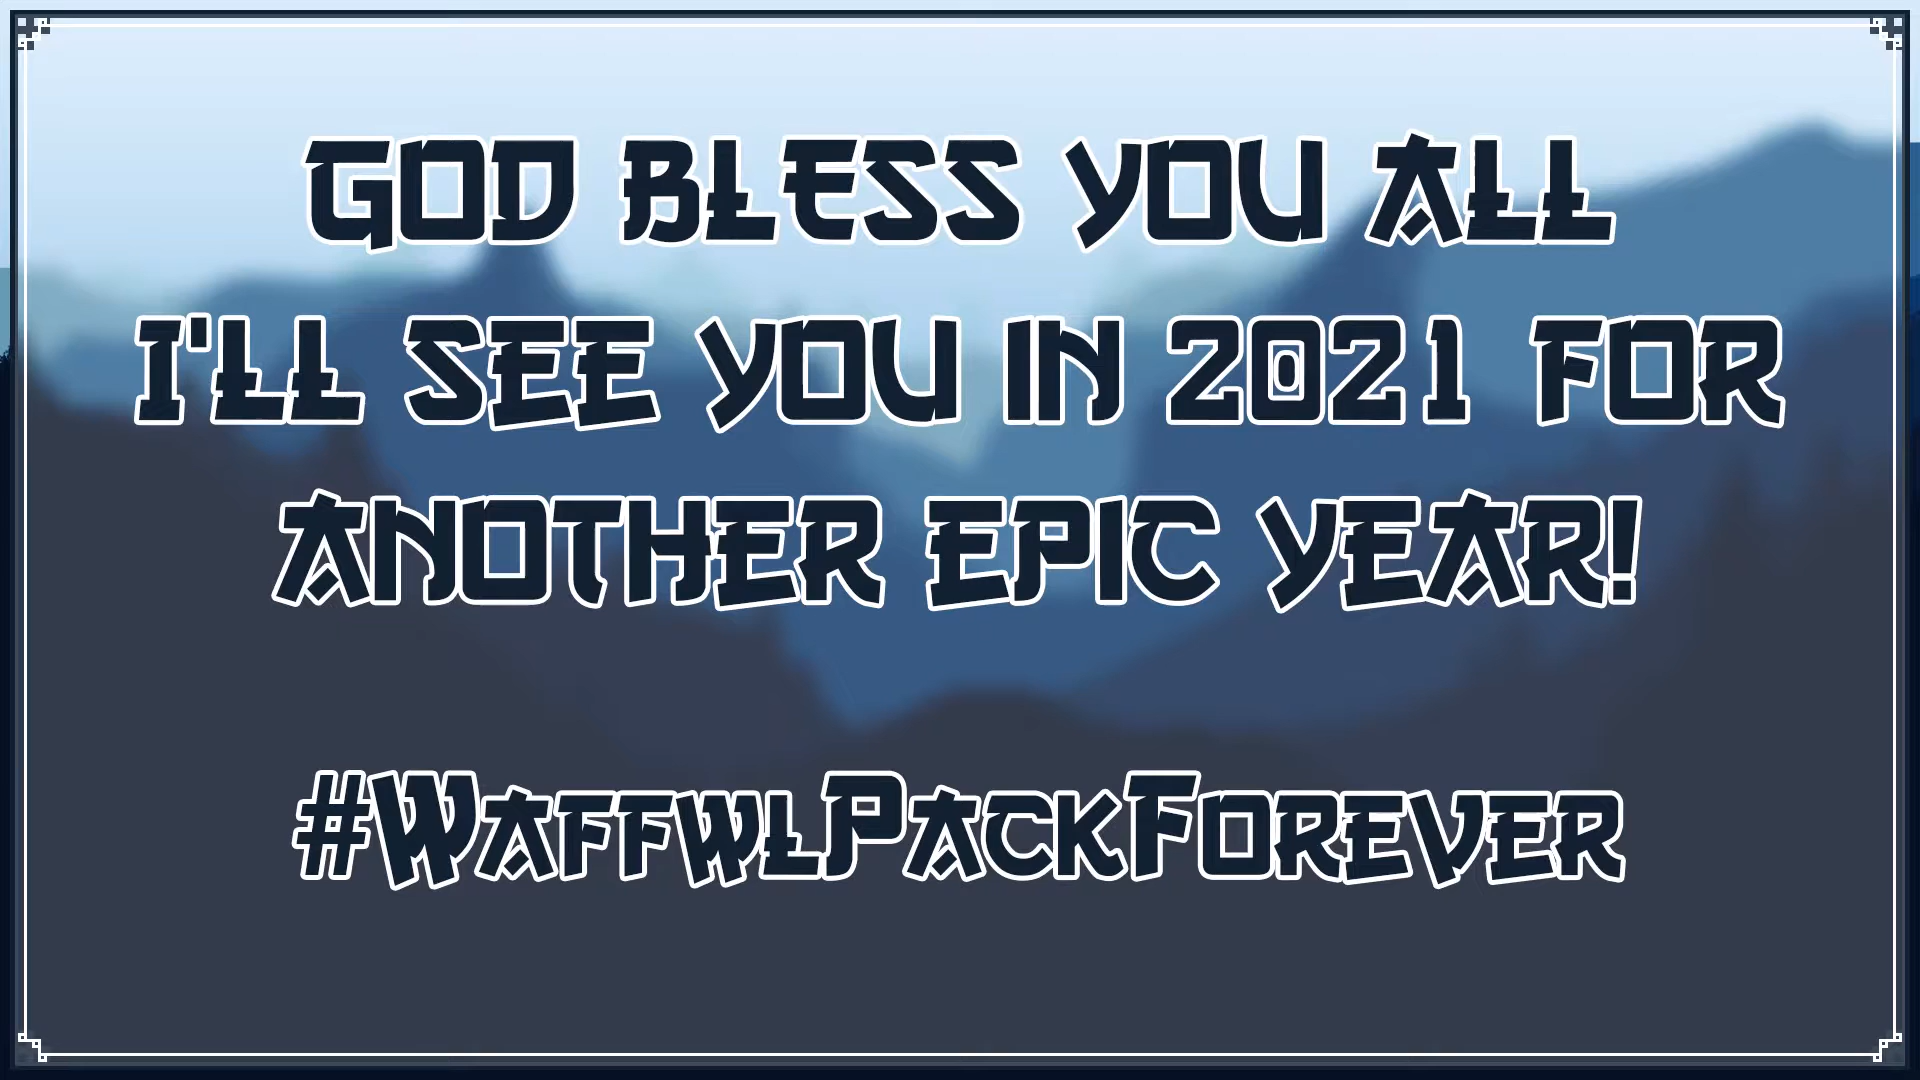 GOD BLESS YOU ALL
I'LL SEE YOU IN 2021 FOR
ANOTHER EPIC YEAR!
#WaffwlPackForever